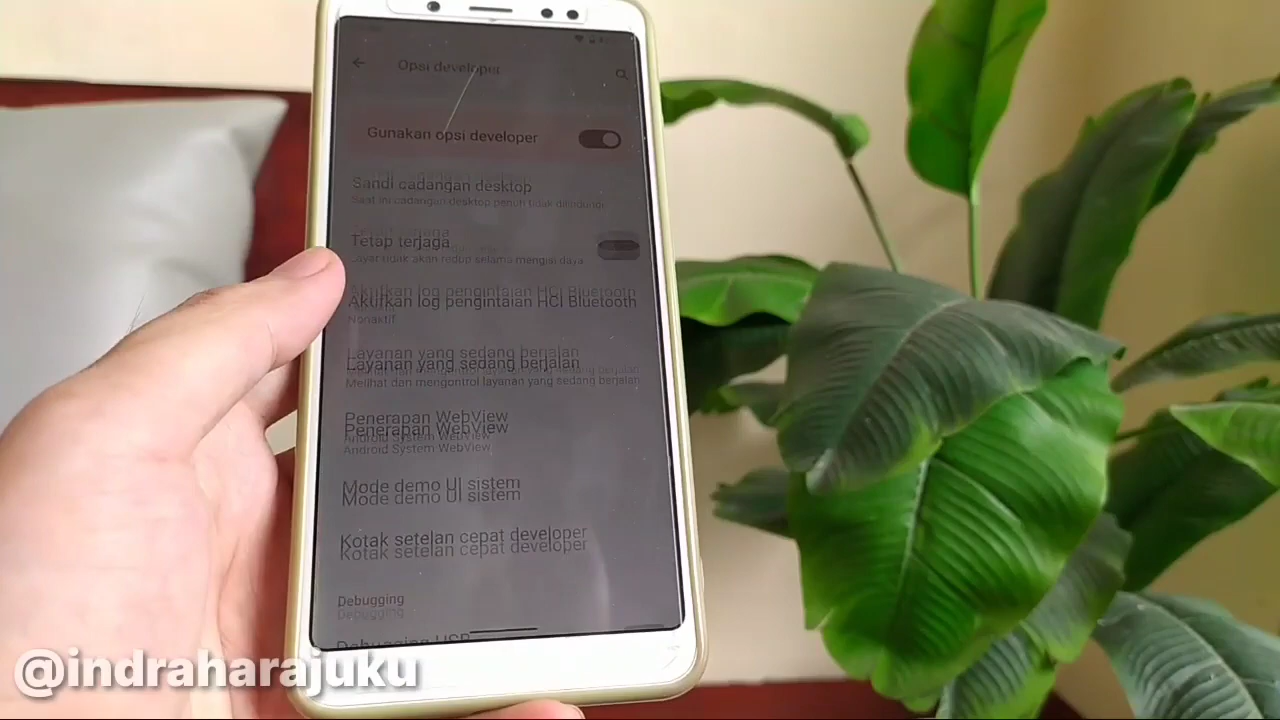 Opsi developer
Gunakan opsi developer
Sandi cadangan desktop
Saat ini cadangan desktop penuh tidak dilindungi
Tetap terjaga
Layar tidak akan redup selama mengisi daya
Aktifkan log pengintaian HCI Bluetooth
Nonaktif
Layanan yang sedang berjalan
Melihat dan mengontrol layanan yang sedang berjalan
Penerapan WebView
Android System WebView
Mode demo UI sistem
Kotak setelan cepat developer
Debugging
Debugging USB
@indraharajuku